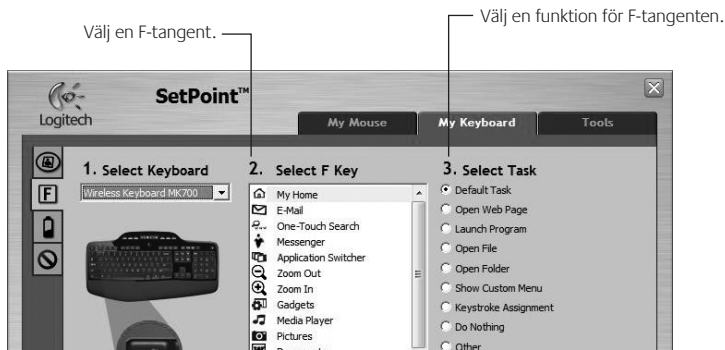 Välj en F-tangent.
Välj en funktion för F-tangenten.
Logitech
SetPoint™
My Mouse
My Keyboard
Tools
1. Select Keyboard
Wireless Keyboard MK700
2. Select F Key
My Home
E-Mail
One-Touch Search
Messenger
Application Switcher
Zoom Out
Zoom In
Gadgets
Media Player
Pictures
3. Select Task
Default Task
Open Web Page
Launch Program
Open File
Open Folder
Show Custom Menu
Keystroke Assignment
Do Nothing
Other